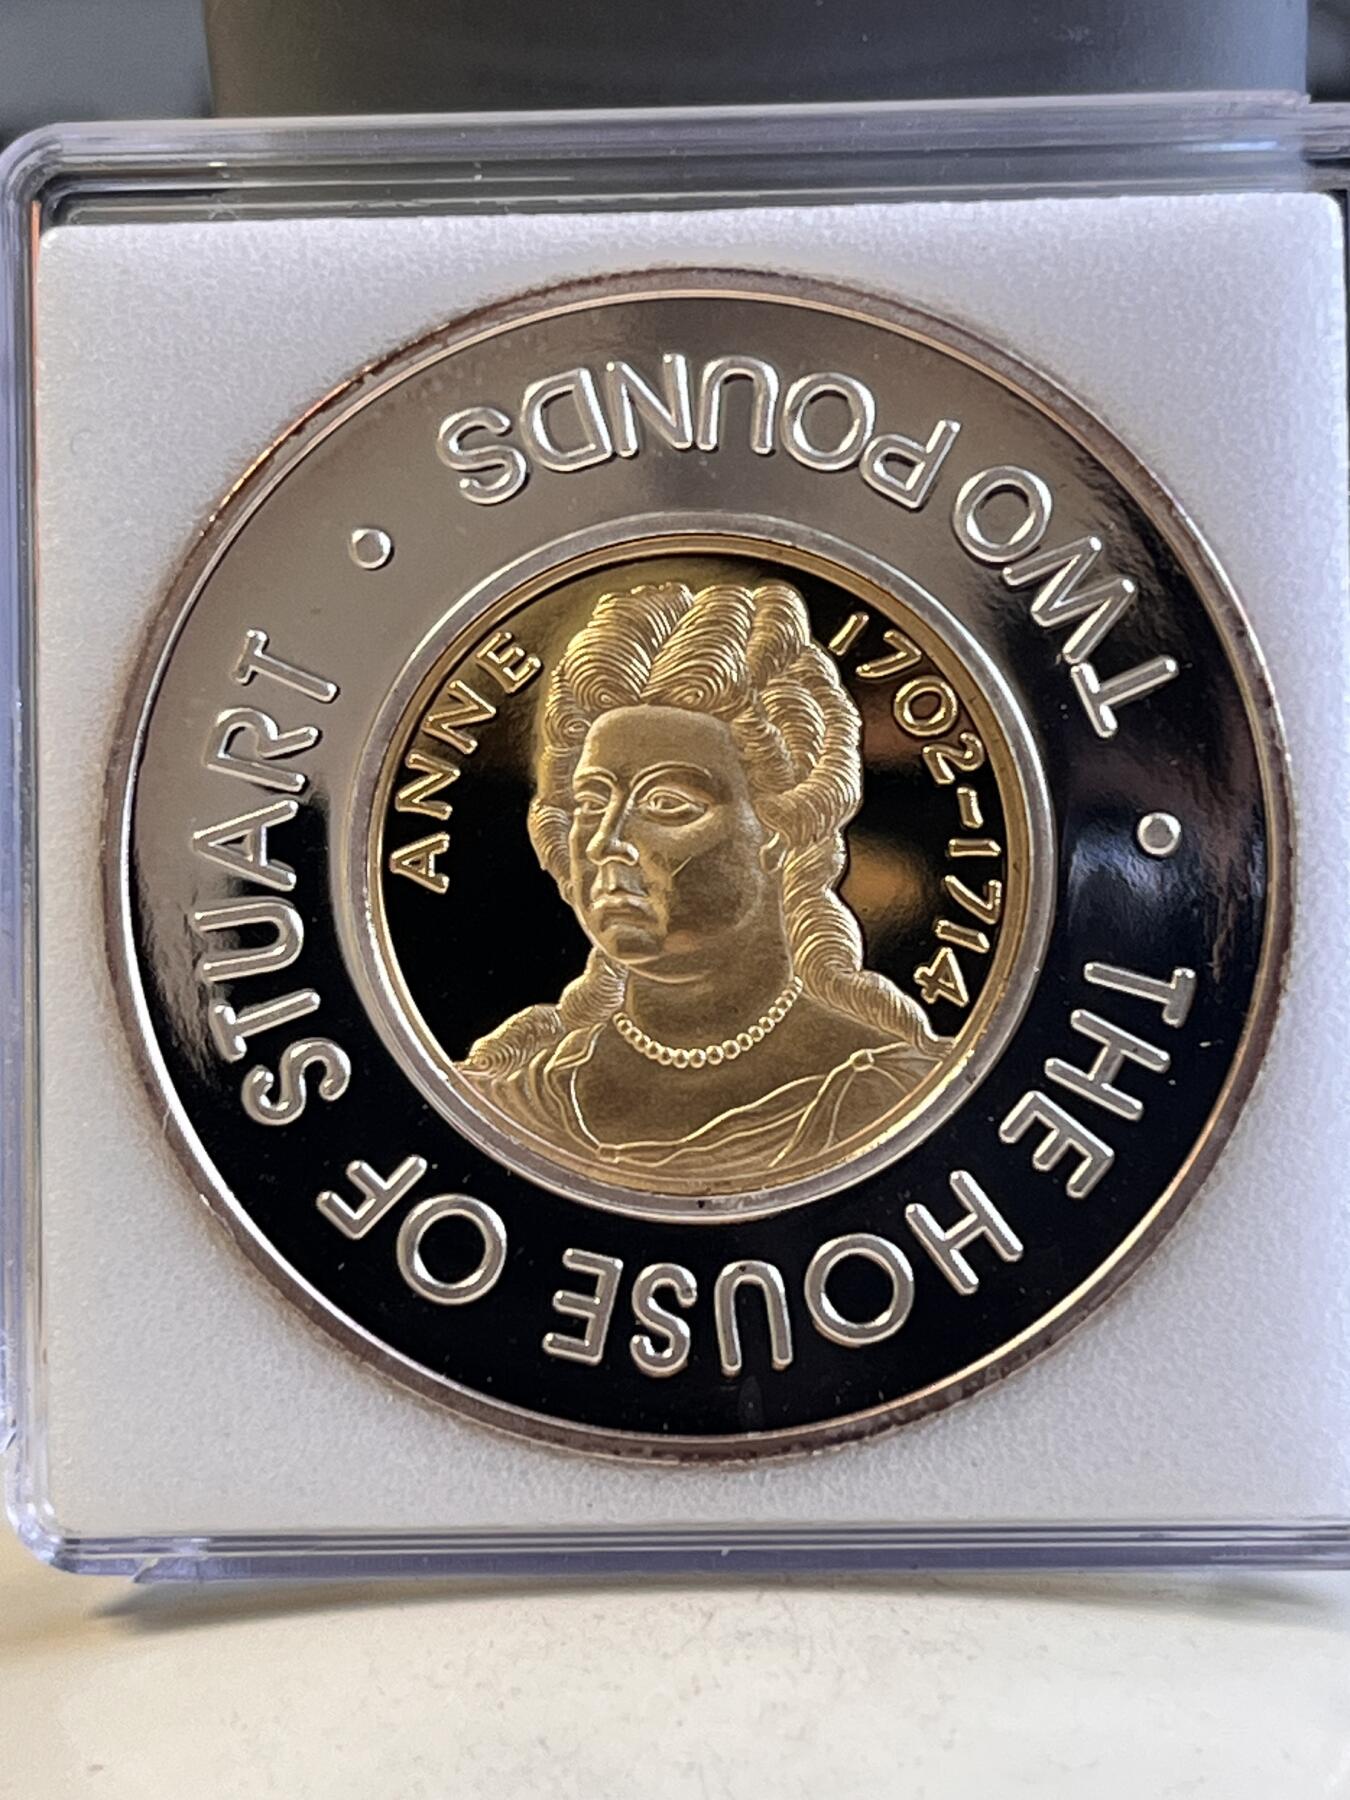 THE HOUSE OF STUART • TWO POUNDS •
ANNE 1702-1714